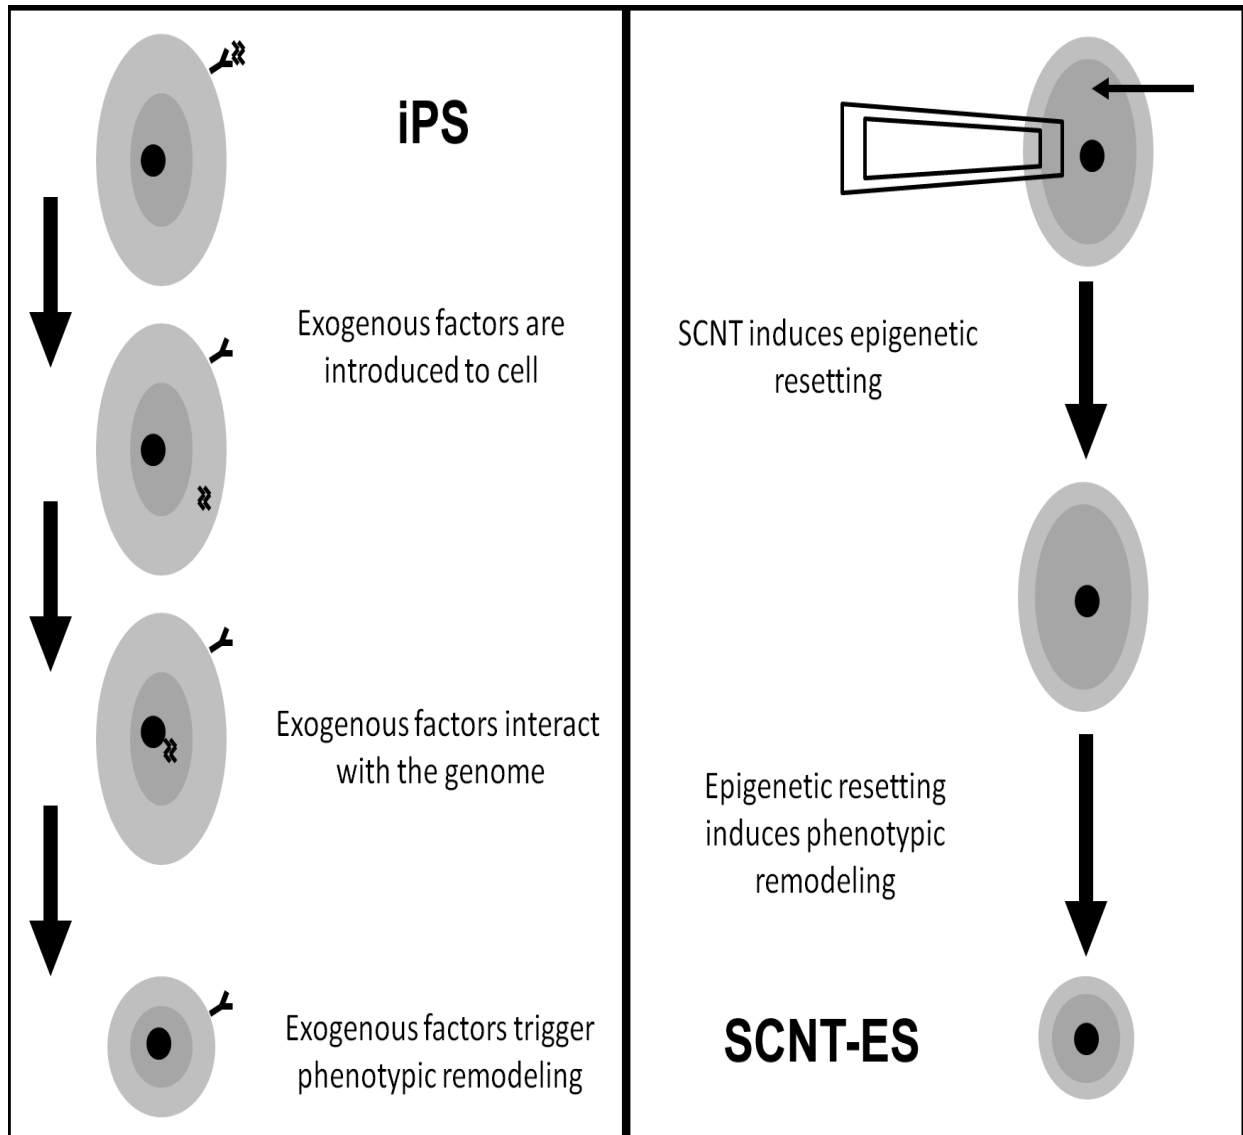 iPS
Exogenous factors are
introduced to cell
Exogenous factors interact
with the genome
Exogenous factors trigger
phenotypic remodeling
SCNT induces epigenetic
resetting
Epigenetic resetting
induces phenotypic
remodeling
SCNT-ES